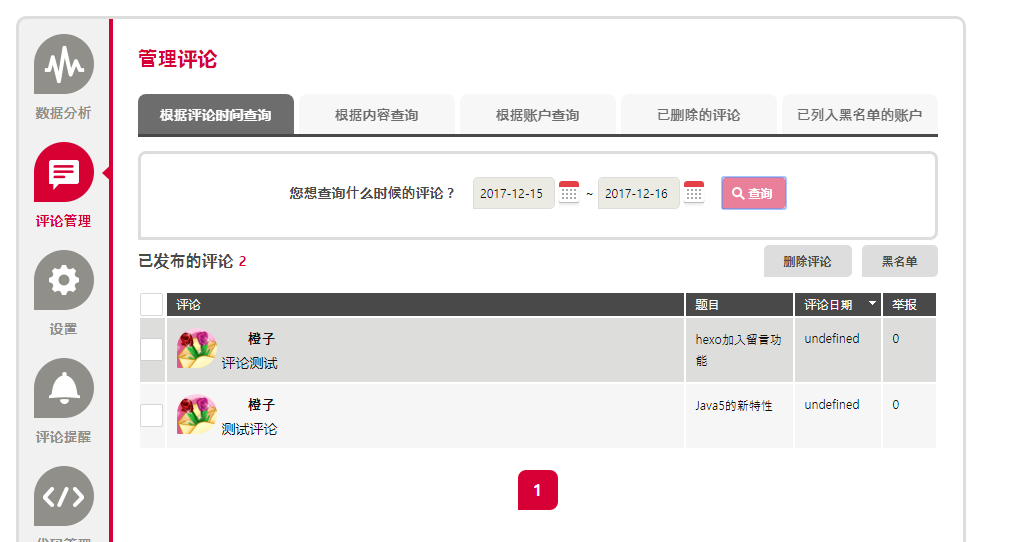 管理评论
数据分析
评论管理
设置
评论提醒
根据评论时间查询
根据内容查询
根据账户查询
已删除的评论
已列入黑名单的账户
您想查询什么时候的评论？ 2017-12-15 ~ 2017-12-16 查询
已发布的评论 2
删除评论
黑名单
评论 题目 评论日期 举报
橙子
评论测试
hexo加入留言功
能
undefined
0
橙子
测试评论
Java5的新特性
undefined
0
1